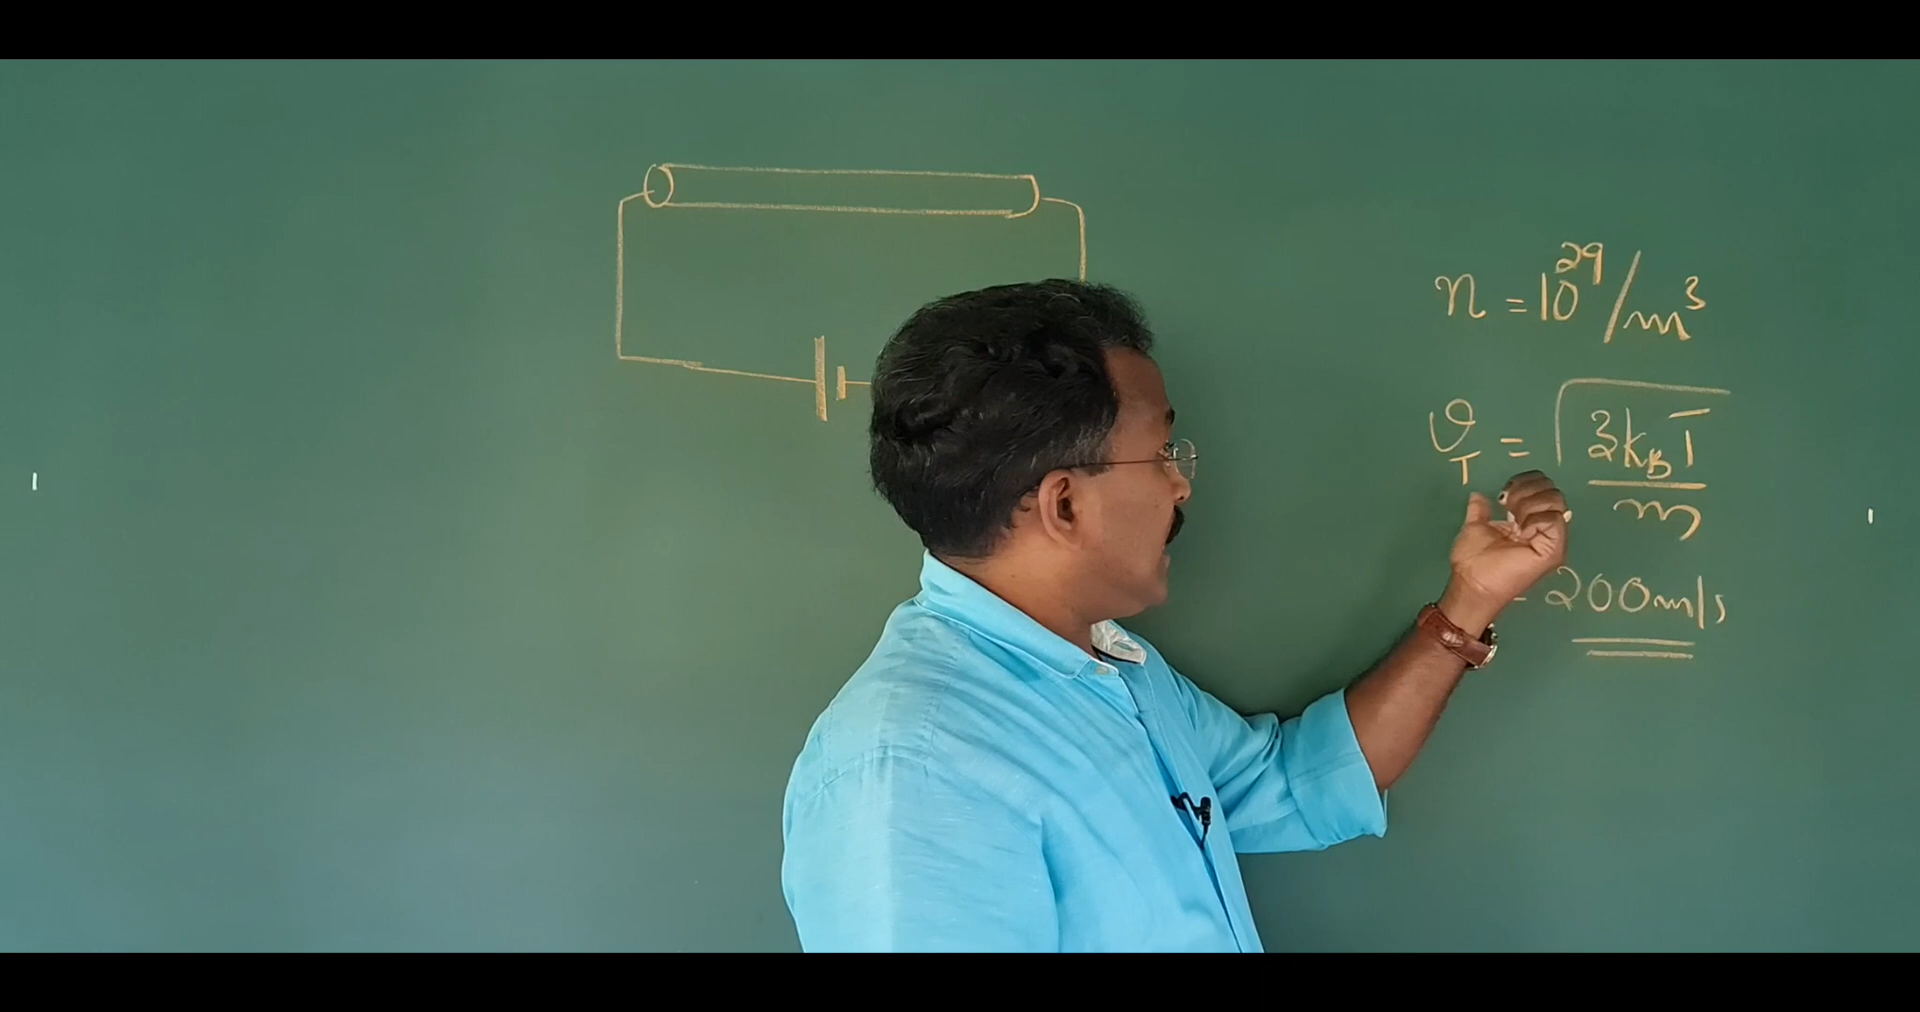 n = 10²⁹/m³
v_T = √(3k_BT/m)
= 200m/s